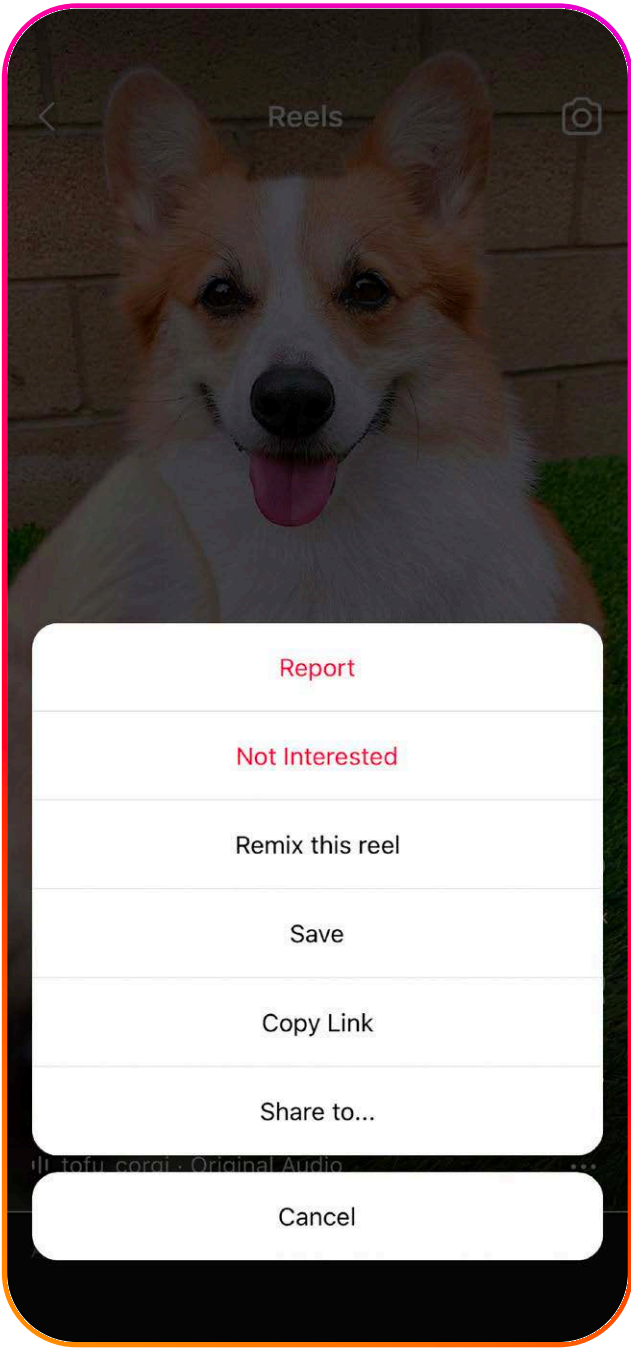 Reels
Report
Not Interested
Remix this reel
Save
Copy Link
Share to...
tofu_corgi · Original Audio
Cancel